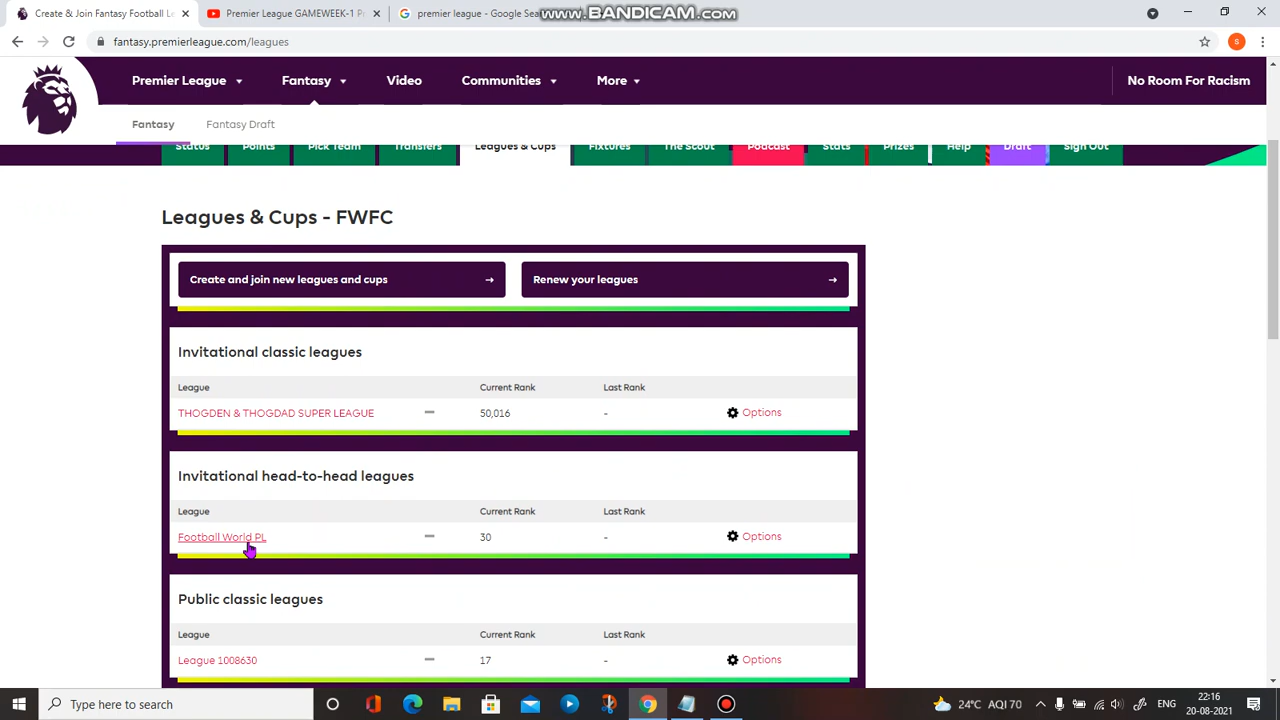 Create & Join Fantasy Football Le
Premier League GAMEWEEK-1 P
premier league - Google Sea
www.BANDICAM.com
fantasy.premierleague.com/leagues
S
Premier League Fantasy Video Communities More No Room For Racism
Fantasy Fantasy Draft
Status Points Pick Team Transfers Leagues & Cups Fixtures The Scout Podcast Stats Prizes Help Draft Sign Out
Leagues & Cups - FWFC
Create and join new leagues and cups → Renew your leagues →
Invitational classic leagues
League Current Rank Last Rank
THOGDEN & THOGDAD SUPER LEAGUE 50,016 - Options
Invitational head-to-head leagues
League Current Rank Last Rank
Football World PL 30 - Options
Public classic leagues
League Current Rank Last Rank
League 1008630 17 - Options
Type here to search
24°C AQI 70
ENG
22:16
20-08-2021